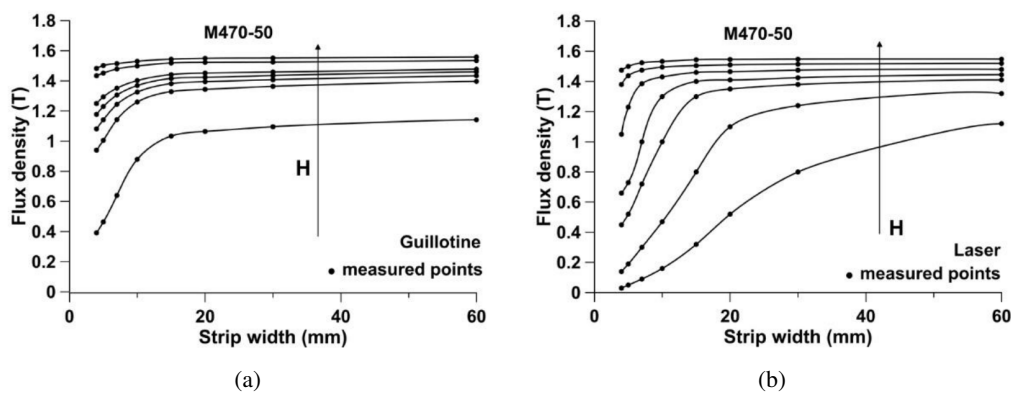 M470-50
Flux density (T)
1.8
1.6
1.4
1.2
1
0.8
0.6
0.4
0.2
0
H
Guillotine
measured points
0
20
40
60
Strip width (mm)
(a)
M470-50
Flux density (T)
1.8
1.6
1.4
1.2
1
0.8
0.6
0.4
0.2
0
H
Laser
measured points
0
20
40
60
Strip width (mm)
(b)